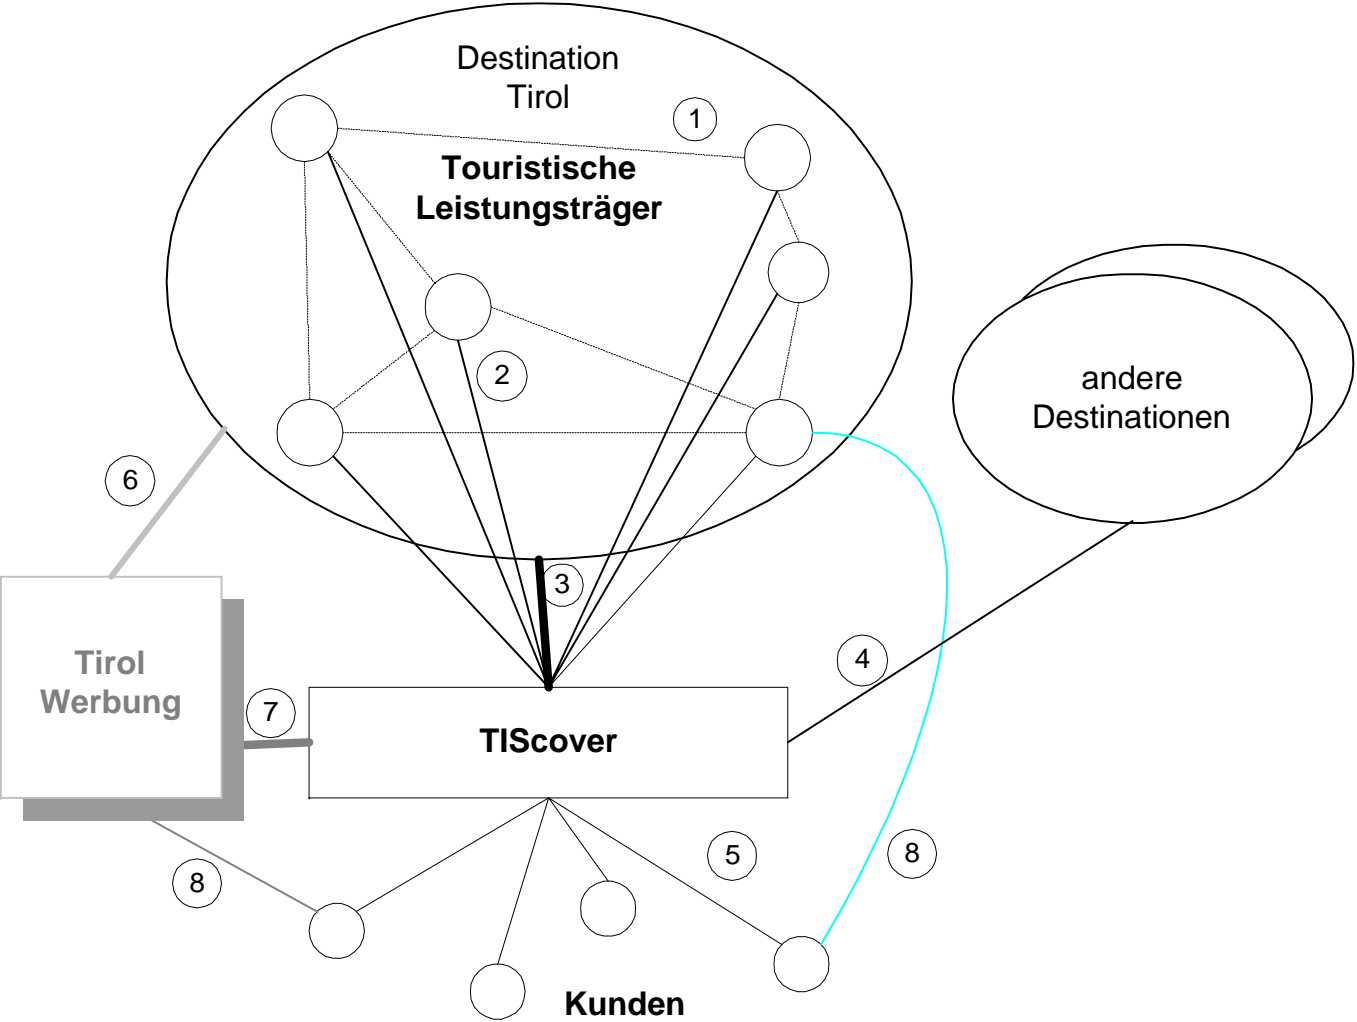 Destination
Tirol
1
Touristische
Leistungsträger
2
andere
Destinationen
6
3
Tirol
Werbung
4
7
TIScover
5
8
8
Kunden